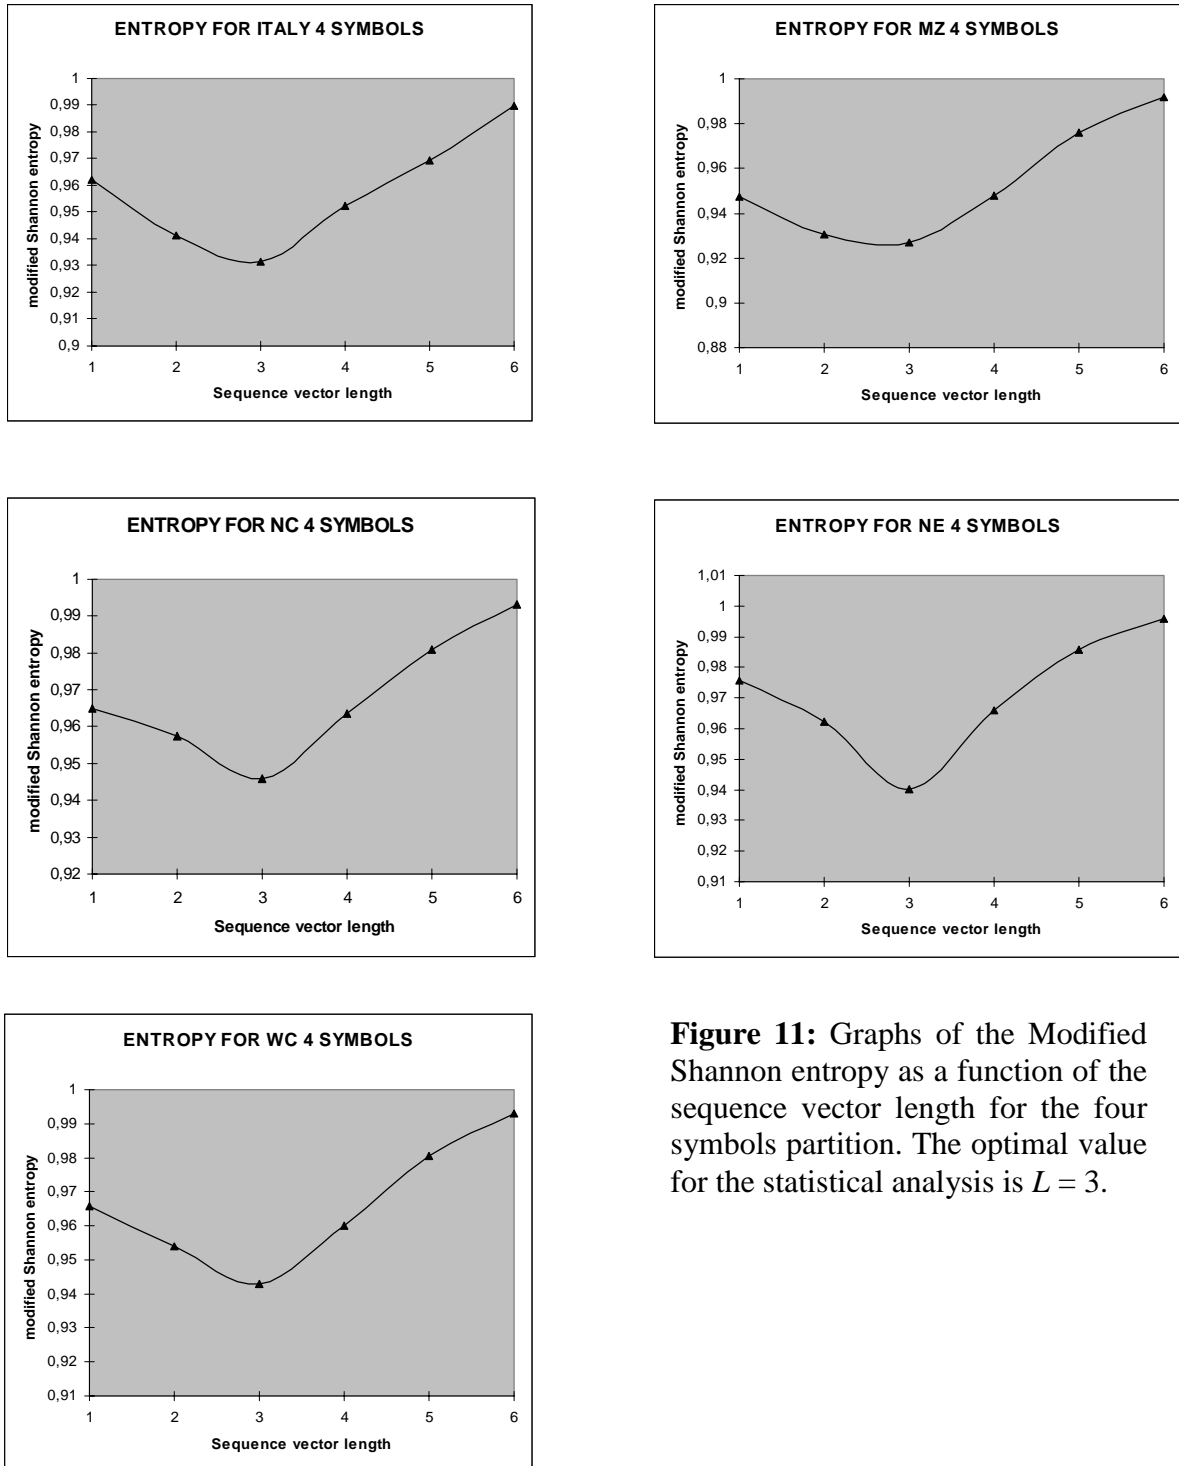 ENTROPY FOR ITALY 4 SYMBOLS
modified Shannon entropy
1
0,99
0,98
0,97
0,96
0,95
0,94
0,93
0,92
0,91
0,9
1 2 3 4 5 6
Sequence vector length
ENTROPY FOR MZ 4 SYMBOLS
modified Shannon entropy
1
0,98
0,96
0,94
0,92
0,9
0,88
1 2 3 4 5 6
Sequence vector length
ENTROPY FOR NC 4 SYMBOLS
modified Shannon entropy
1
0,99
0,98
0,97
0,96
0,95
0,94
0,93
0,92
1 2 3 4 5 6
Sequence vector length
ENTROPY FOR NE 4 SYMBOLS
modified Shannon entropy
1,01
1
0,99
0,98
0,97
0,96
0,95
0,94
0,93
0,92
0,91
1 2 3 4 5 6
Sequence vector length
ENTROPY FOR WC 4 SYMBOLS
modified Shannon entropy
1
0,99
0,98
0,97
0,96
0,95
0,94
0,93
0,92
0,91
1 2 3 4 5 6
Sequence vector length
Figure 11: Graphs of the Modified
Shannon entropy as a function of the
sequence vector length for the four
symbols partition. The optimal value
for the statistical analysis is L = 3.